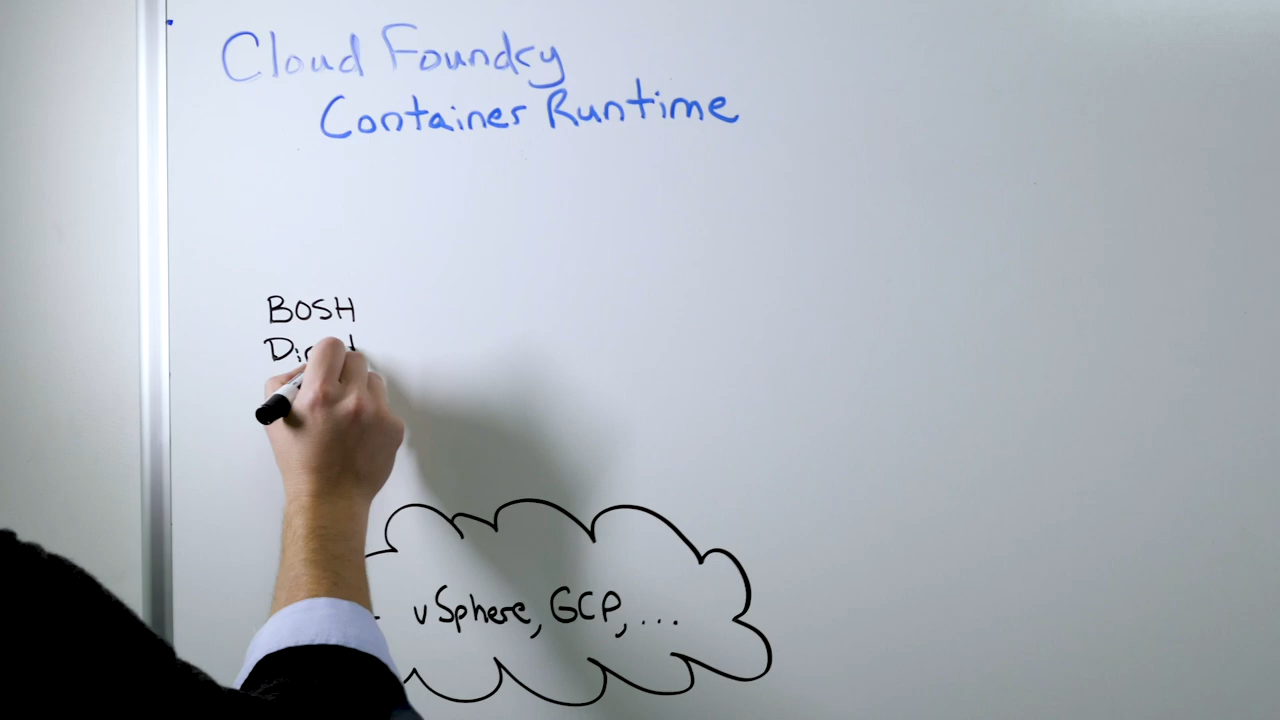 Cloud Foundry
Container Runtime
BOSH
vSphere, GCP, ...